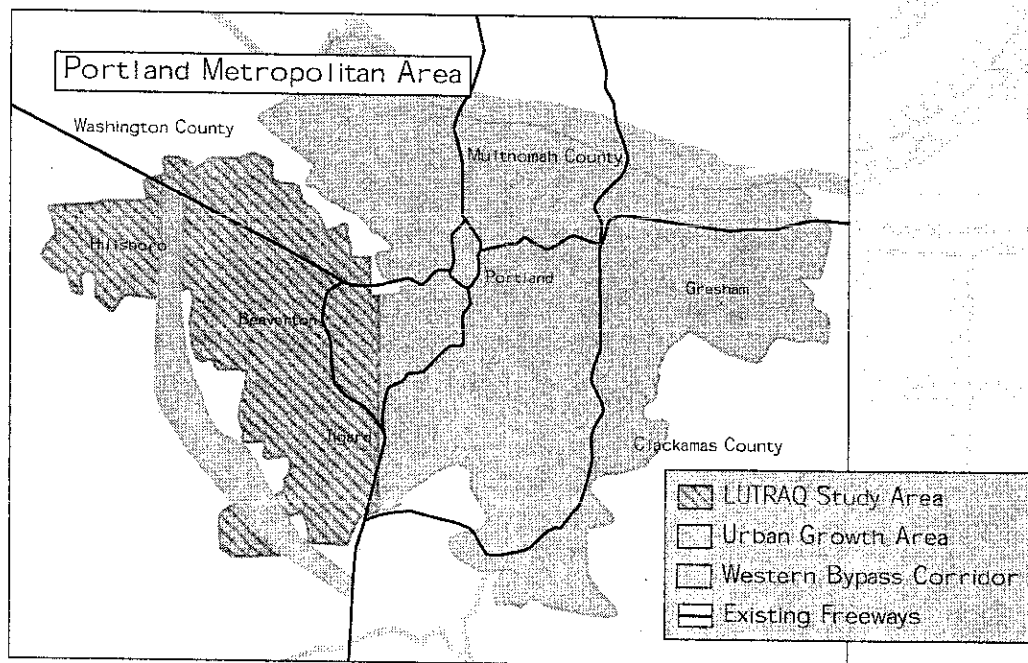 Portland Metropolitan Area
Washington County
Multnomah County
Hillsboro
Portland
Gresham
Beaverton
Tigard
Clackamas County
LUTRAQ Study Area
Urban Growth Area
Western Bypass Corridor
Existing Freeways